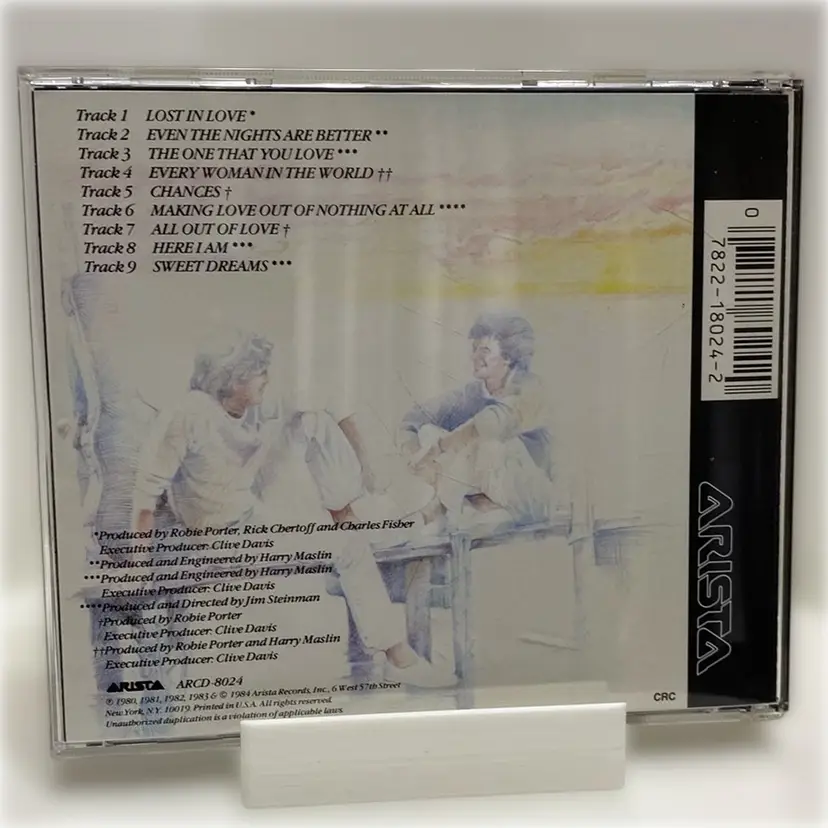 Track 1 LOST IN LOVE *
Track 2 EVEN THE NIGHTS ARE BETTER **
Track 3 THE ONE THAT YOU LOVE ***
Track 4 EVERY WOMAN IN THE WORLD ††
Track 5 CHANCES †
Track 6 MAKING LOVE OUT OF NOTHING AT ALL ****
Track 7 ALL OUT OF LOVE †
Track 8 HERE I AM ***
Track 9 SWEET DREAMS ***
*Produced by Robie Porter, Rick Chertoff and Charles Fisher
Executive Producer: Clive Davis
**Produced and Engineered by Harry Maslin
***Produced and Engineered by Harry Maslin
Executive Producer: Clive Davis
****Produced and Directed by Jim Steinman
†Produced by Robie Porter
Executive Producer: Clive Davis
††Produced by Robie Porter and Harry Maslin
Executive Producer: Clive Davis
ARISTA ARCD-8024
℗ 1980, 1981, 1982, 1983 & © 1984 Arista Records, Inc., 6 West 57th Street
New York, N.Y. 10019. Printed in U.S.A. All rights reserved.
Unauthorized duplication is a violation of applicable laws.
CRC
0
7822-18024-2
ARISTA